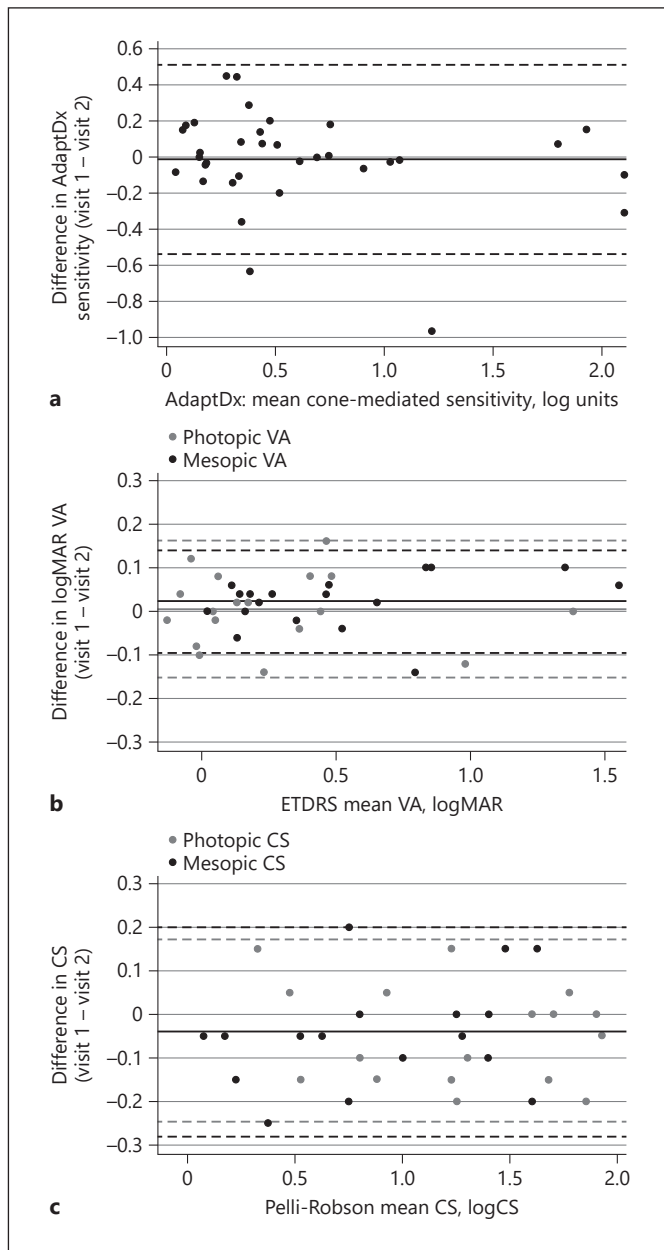 0.6
0.4
0.2
0
−0.2
−0.4
−0.6
−0.8
−1.0
Difference in AdaptDx
sensitivity (visit 1 – visit 2)
0 0.5 1.0 1.5 2.0
a AdaptDx: mean cone-mediated sensitivity, log units
Photopic VA
Mesopic VA
0.3
0.2
0.1
0
−0.1
−0.2
−0.3
Difference in logMAR VA
(visit 1 – visit 2)
0 0.5 1.0 1.5
ETDRS mean VA, logMAR
b
Photopic CS
Mesopic CS
0.3
0.2
0.1
0
−0.1
−0.2
−0.3
Difference in CS
(visit 1 – visit 2)
0 0.5 1.0 1.5 2.0
Pelli-Robson mean CS, logCS
c